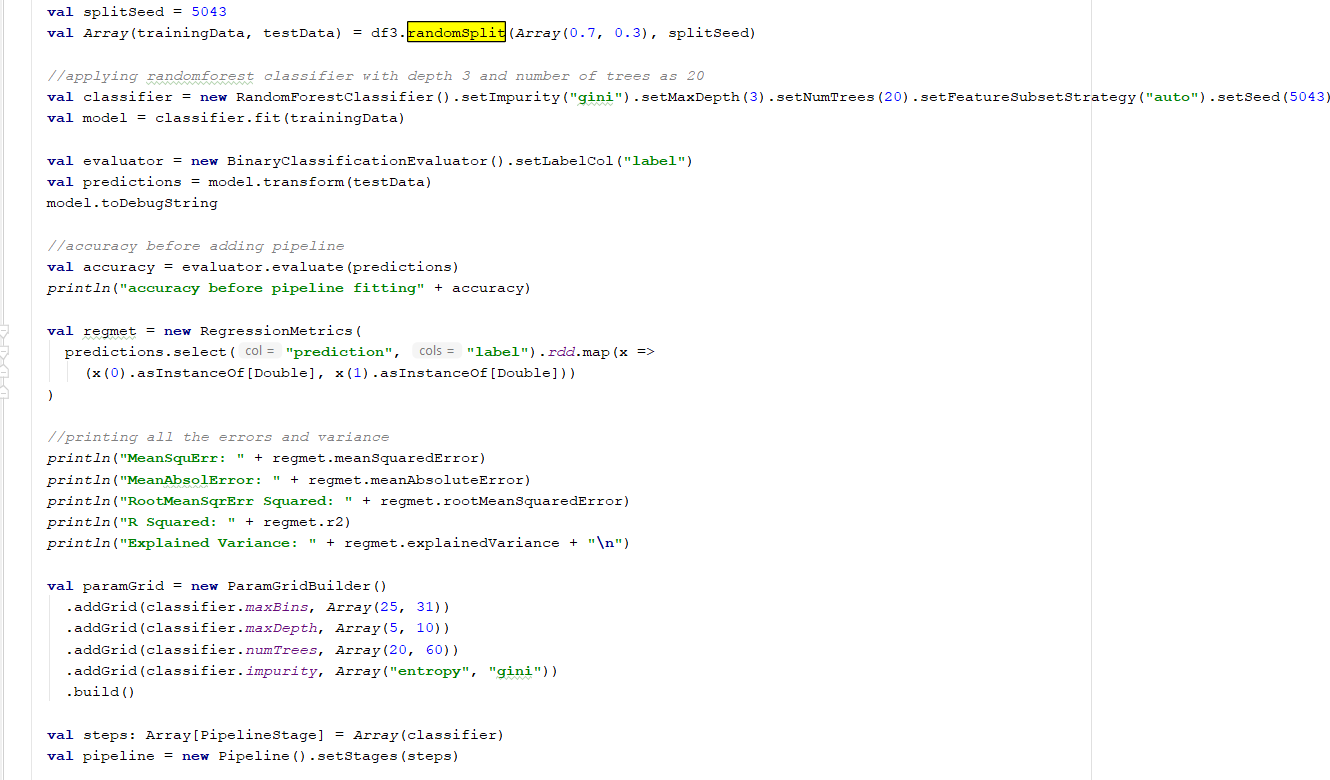 val splitSeed = 5043
val Array(trainingData, testData) = df3.randomSplit(Array(0.7, 0.3), splitSeed)
//applying randomforest classifier with depth 3 and number of trees as 20
val classifier = new RandomForestClassifier().setImpurity("gini").setMaxDepth(3).setNumTrees(20).setFeatureSubsetStrategy("auto").setSeed(5043)
val model = classifier.fit(trainingData)
val evaluator = new BinaryClassificationEvaluator().setLabelCol("label")
val predictions = model.transform(testData)
model.toDebugString
//accuracy before adding pipeline
val accuracy = evaluator.evaluate(predictions)
println("accuracy before pipeline fitting" + accuracy)
val regmet = new RegressionMetrics(
predictions.select( col = "prediction", cols = "label").rdd.map(x =>
(x(0).asInstanceOf[Double], x(1).asInstanceOf[Double]))
)
//printing all the errors and variance
println("MeanSquErr: " + regmet.meanSquaredError)
println("MeanAbsolError: " + regmet.meanAbsoluteError)
println("RootMeanSqrErr Squared: " + regmet.rootMeanSquaredError)
println("R Squared: " + regmet.r2)
println("Explained Variance: " + regmet.explainedVariance + "\n")
val paramGrid = new ParamGridBuilder()
.addGrid(classifier.maxBins, Array(25, 31))
.addGrid(classifier.maxDepth, Array(5, 10))
.addGrid(classifier.numTrees, Array(20, 60))
.addGrid(classifier.impurity, Array("entropy", "gini"))
.build()
val steps: Array[PipelineStage] = Array(classifier)
val pipeline = new Pipeline().setStages(steps)